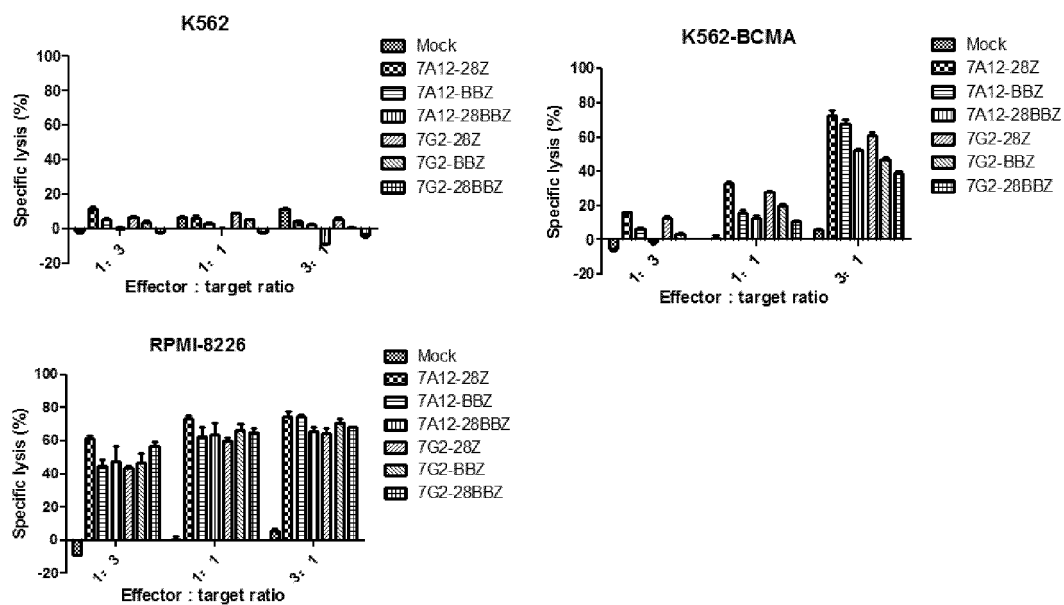 K562
Specific lysis (%)
100
80
60
40
20
0
-20
1: 3
1: 1
3: 1
Effector : target ratio
Mock
7A12-28Z
7A12-BBZ
7A12-28BBZ
7G2-28Z
7G2-BBZ
7G2-28BBZ
K562-BCMA
Specific lysis (%)
100
80
60
40
20
0
-20
1: 3
1: 1
3: 1
Effector : target ratio
Mock
7A12-28Z
7A12-BBZ
7A12-28BBZ
7G2-28Z
7G2-BBZ
7G2-28BBZ
RPMI-8226
Specific lysis (%)
100
80
60
40
20
0
-20
1: 3
1: 1
3: 1
Effector : target ratio
Mock
7A12-28Z
7A12-BBZ
7A12-28BBZ
7G2-28Z
7G2-BBZ
7G2-28BBZ